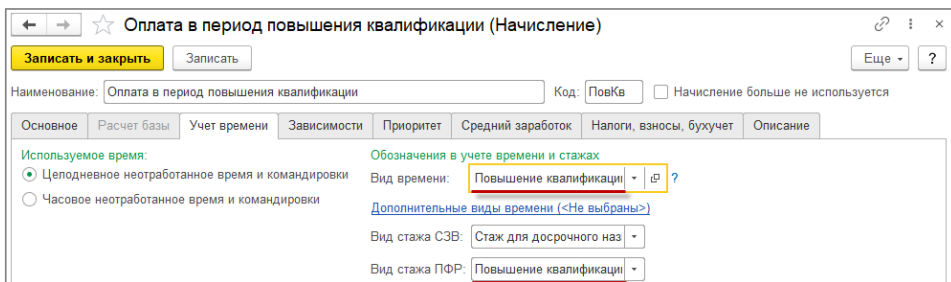 Оплата в период повышения квалификации (Начисление)
Записать и закрыть Записать Еще ?
Наименование: Оплата в период повышения квалификации Код: ПовКв Начисление больше не используется
Основное Расчет базы Учет времени Зависимости Приоритет Средний заработок Налоги, взносы, бухучет Описание
Используемое время: Обозначения в учете времени и стажах
Целодневное неотработанное время и командировки Вид времени: Повышение квалификаци ?
Часовое неотработанное время и командировки
Дополнительные виды времени (<Не выбраны>)
Вид стажа СЗВ: Стаж для досрочного наз
Вид стажа ПФР: Повышение квалификаци